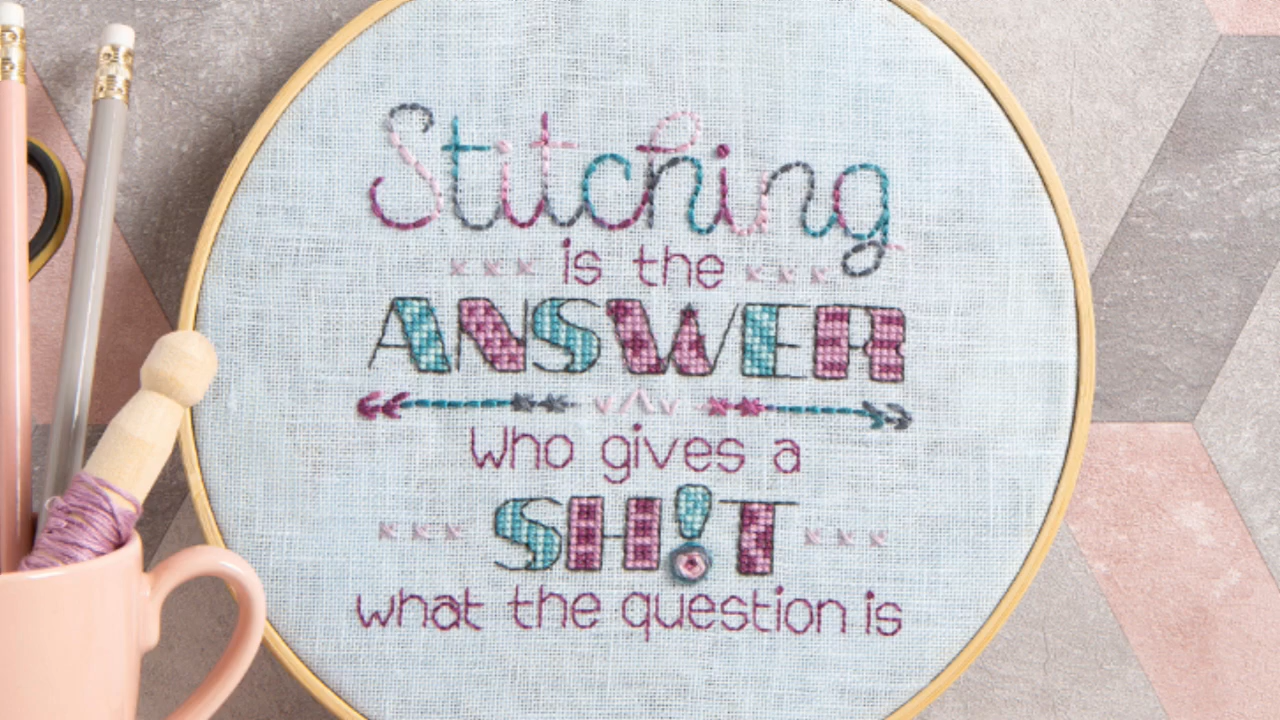 Stitching
is the
ANSWER
Who gives a
SH!T
what the question is